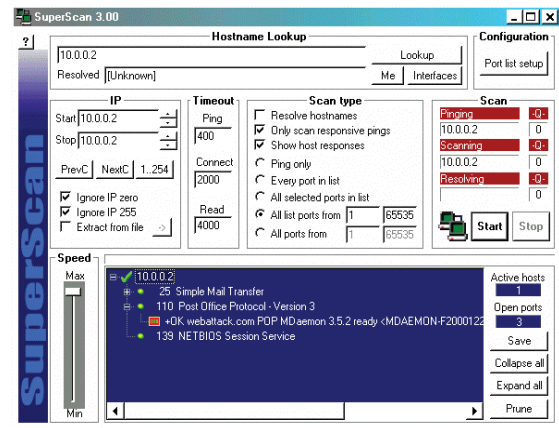 SuperScan 3.00
?
Hostname Lookup
10.0.0.2
Lookup
Resolved [Unknown]
Me Interfaces
Configuration
Port list setup
IP
Start 10.0.0.2
Stop 10.0.0.2
PrevC NextC 1..254
Ignore IP zero
Ignore IP 255
Extract from file ->
Timeout
Ping
400
Connect
2000
Read
4000
Scan type
Resolve hostnames
Only scan responsive pings
Show host responses
Ping only
Every port in list
All selected ports in list
All list ports from 1 65535
All ports from 1 65535
Scan
Pinging -Q-
10.0.0.2 0
Scanning -Q-
10.0.0.2 0
Resolving -Q-
0
Start Stop
SuperScan
Speed
Max
Min
10.0.0.2
25 Simple Mail Transfer
110 Post Office Protocol - Version 3
+OK webattack.com POP MDaemon 3.5.2 ready <MDAEMON-F2000122
139 NETBIOS Session Service
Active hosts
1
Open ports
3
Save
Collapse all
Expand all
Prune